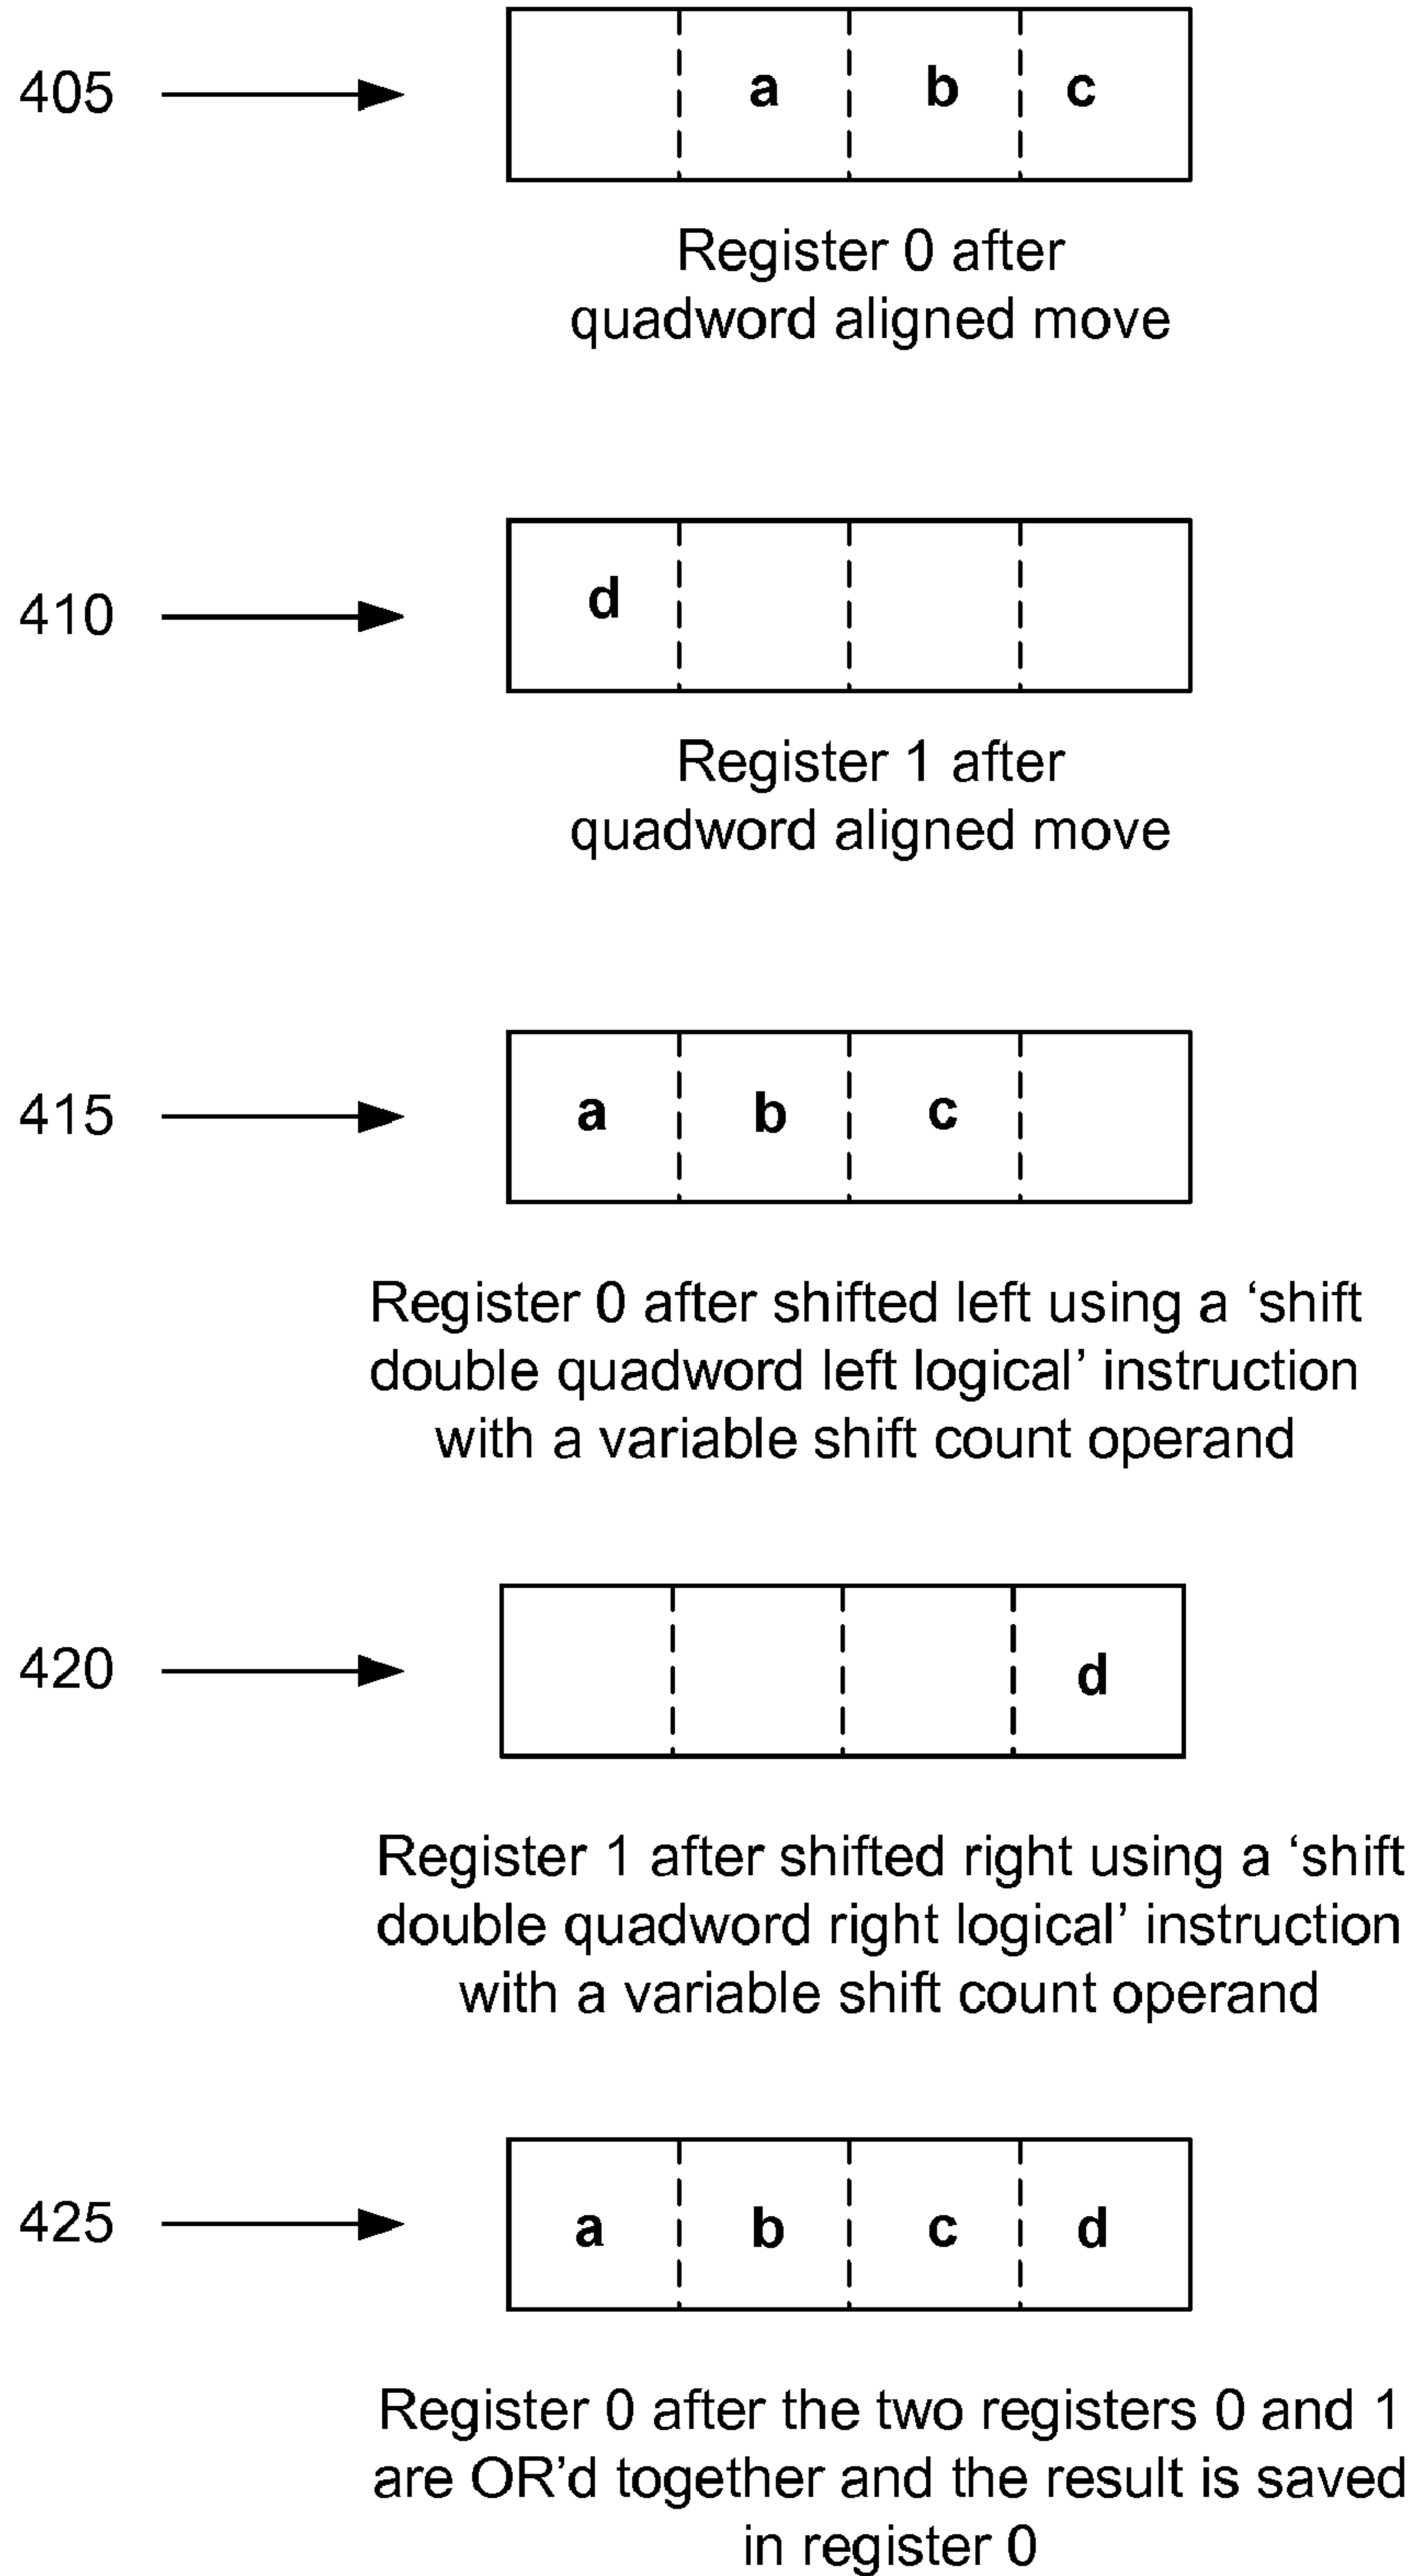 405
a b c
Register 0 after
quadword aligned move
410
d
Register 1 after
quadword aligned move
415
a b c
Register 0 after shifted left using a ‘shift
double quadword left logical’ instruction
with a variable shift count operand
420
d
Register 1 after shifted right using a ‘shift
double quadword right logical’ instruction
with a variable shift count operand
425
a b c d
Register 0 after the two registers 0 and 1
are OR’d together and the result is saved
in register 0